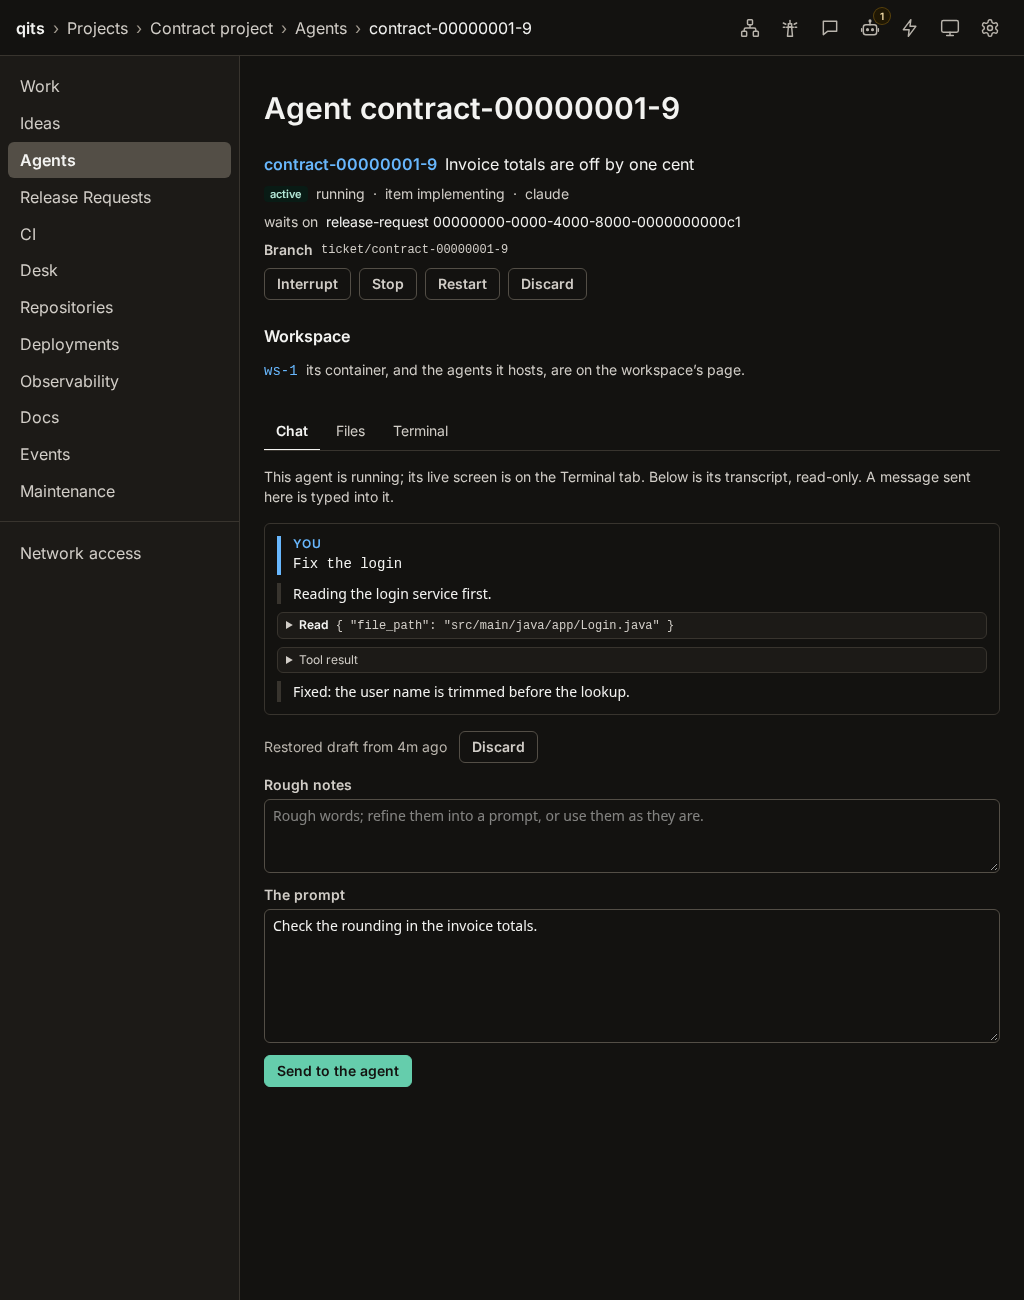 qits › Projects › Contract project › Agents › contract-00000001-9
1
Work
Ideas
Agents
Release Requests
CI
Desk
Repositories
Deployments
Observability
Docs
Events
Maintenance
Network access
Agent contract-00000001-9
contract-00000001-9 Invoice totals are off by one cent
active running · item implementing · claude
waits on release-request 00000000-0000-4000-8000-0000000000c1
Branch ticket/contract-00000001-9
Interrupt Stop Restart Discard
Workspace
ws-1 its container, and the agents it hosts, are on the workspace’s page.
Chat Files Terminal
This agent is running; its live screen is on the Terminal tab. Below is its transcript, read-only. A message sent
here is typed into it.
YOU
Fix the login
Reading the login service first.
Read { "file_path": "src/main/java/app/Login.java" }
Tool result
Fixed: the user name is trimmed before the lookup.
Restored draft from 4m ago Discard
Rough notes
Rough words; refine them into a prompt, or use them as they are.
The prompt
Check the rounding in the invoice totals.
Send to the agent